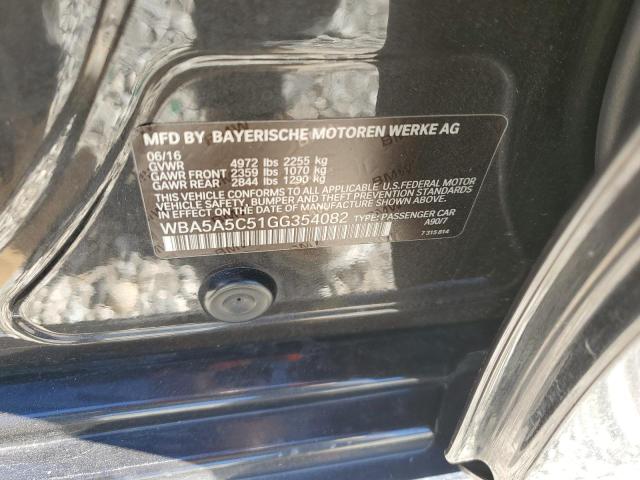 MFD BY BAYERISCHE MOTOREN WERKE AG
06/16
GVWR 4972 lbs 2255 kg
GAWR FRONT 2359 lbs 1070 kg
GAWR REAR 2844 lbs 1290 kg
THIS VEHICLE CONFORMS TO ALL APPLICABLE U.S. FEDERAL MOTOR
VEHICLE SAFETY, BUMPER AND THEFT PREVENTION STANDARDS
IN EFFECT ON THE DATE OF MANUFACTURE SHOWN ABOVE.
WBA5A5C51GG354082 TYPE: PASSENGER CAR
A90/7
7 315 814